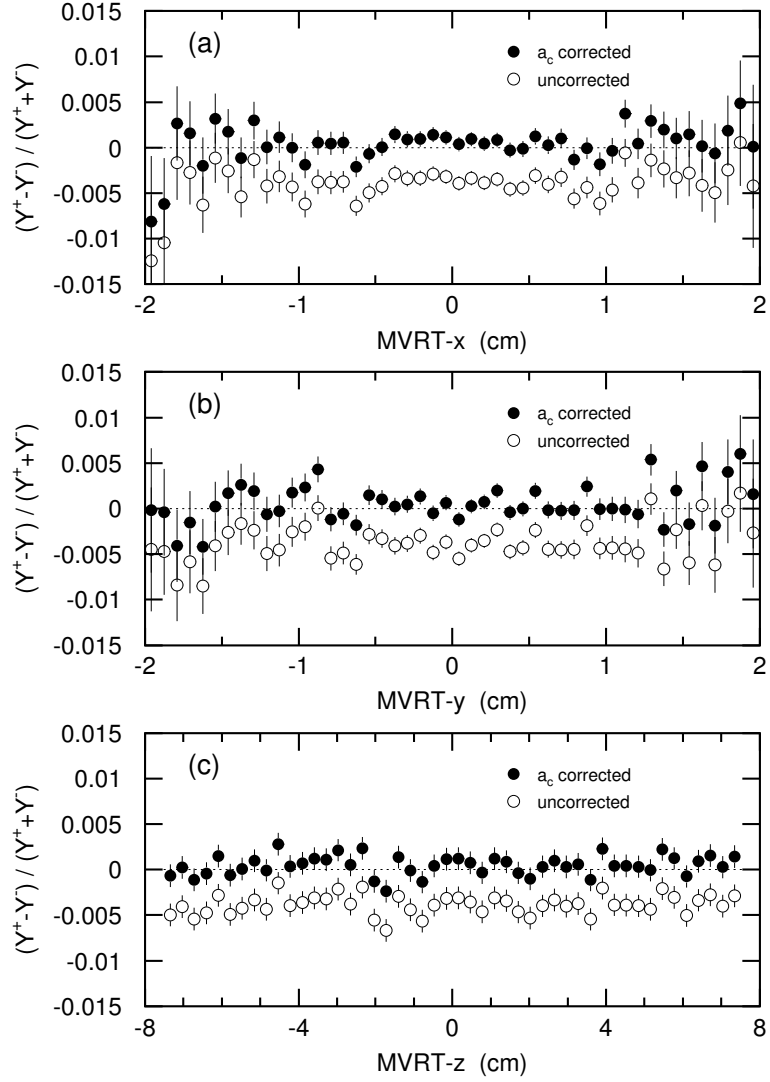 0.015
(a)
0.01
a_c corrected
0.005
uncorrected
0
-0.005
-0.01
-0.015
(Y⁺-Y⁻) / (Y⁺+Y⁻)
-2 -1 0 1 2
MVRT-x (cm)
0.015
(b)
0.01
a_c corrected
0.005
uncorrected
0
-0.005
-0.01
-0.015
(Y⁺-Y⁻) / (Y⁺+Y⁻)
-2 -1 0 1 2
MVRT-y (cm)
0.015
(c)
0.01
a_c corrected
0.005
uncorrected
0
-0.005
-0.01
-0.015
(Y⁺-Y⁻) / (Y⁺+Y⁻)
-8 -4 0 4 8
MVRT-z (cm)